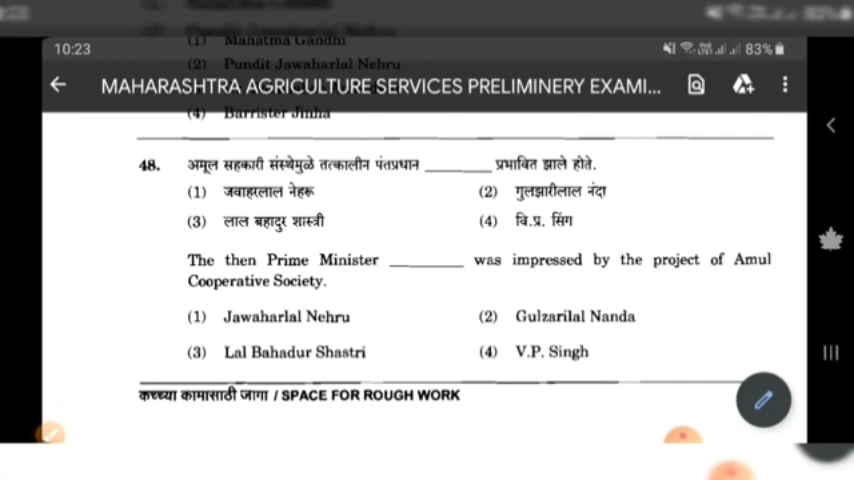 10:23
83%
MAHARASHTRA AGRICULTURE SERVICES PRELIMINERY EXAMI...
(1) Mahatma Gandhi
(2) Pundit Jawaharlal Nehru
(4) Barrister Jinha
48. अमूल सहकारी संस्थेमुळे तत्कालीन पंतप्रधान ________ प्रभावित झाले होते.
(1) जवाहरलाल नेहरू (2) गुलझारीलाल नंदा
(3) लाल बहादुर शास्त्री (4) वि.प्र. सिंग
The then Prime Minister ________ was impressed by the project of Amul
Cooperative Society.
(1) Jawaharlal Nehru (2) Gulzarilal Nanda
(3) Lal Bahadur Shastri (4) V.P. Singh
कच्च्या कामासाठी जागा / SPACE FOR ROUGH WORK